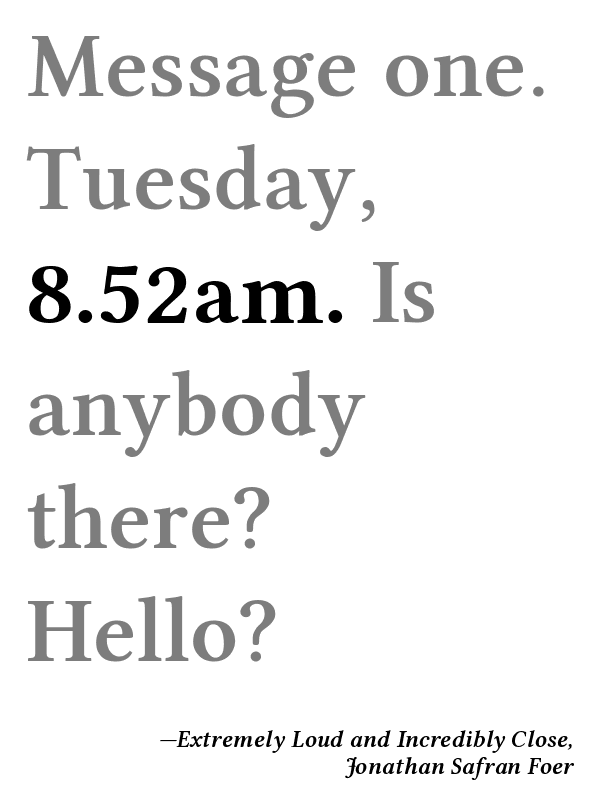 Message one.
Tuesday,
8.52am. Is
anybody
there?
Hello?
—Extremely Loud and Incredibly Close,
Jonathan Safran Foer